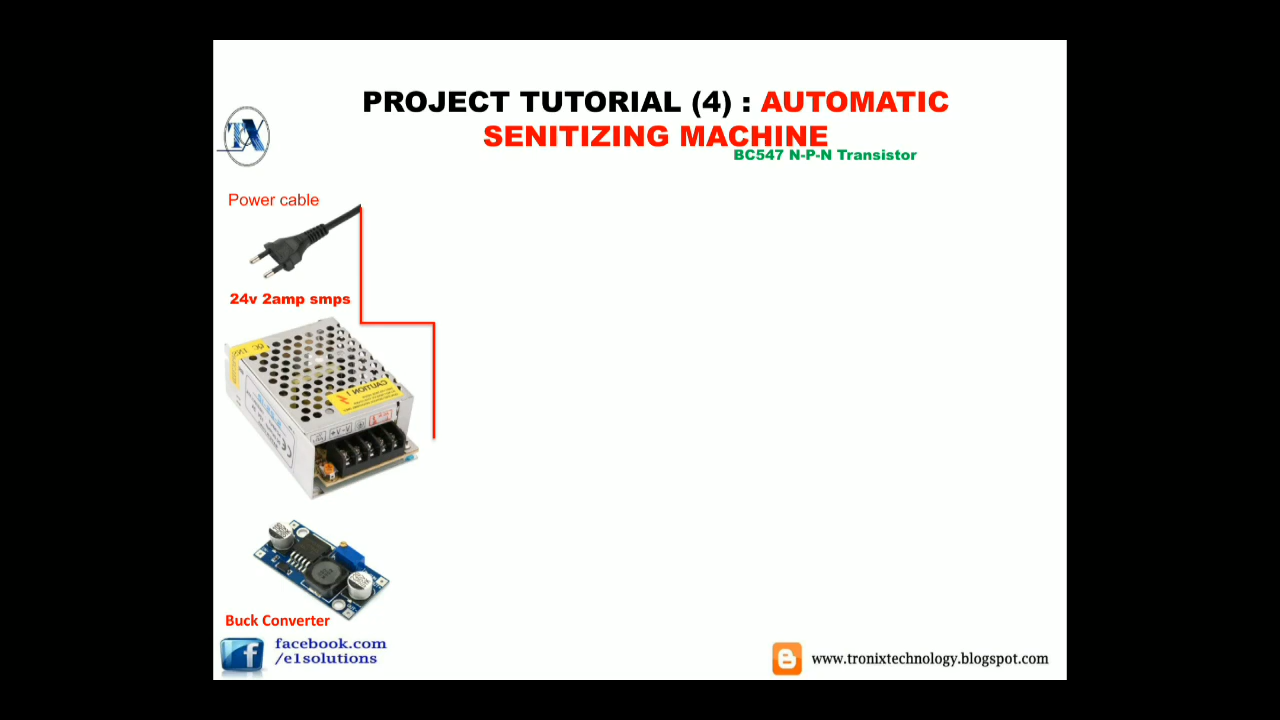 PROJECT TUTORIAL (4) : AUTOMATIC
SENITIZING MACHINE
BC547 N-P-N Transistor
Power cable
24v 2amp smps
CAUTION !
Buck Converter
facebook.com
/e1solutions
www.tronixtechnology.blogspot.com